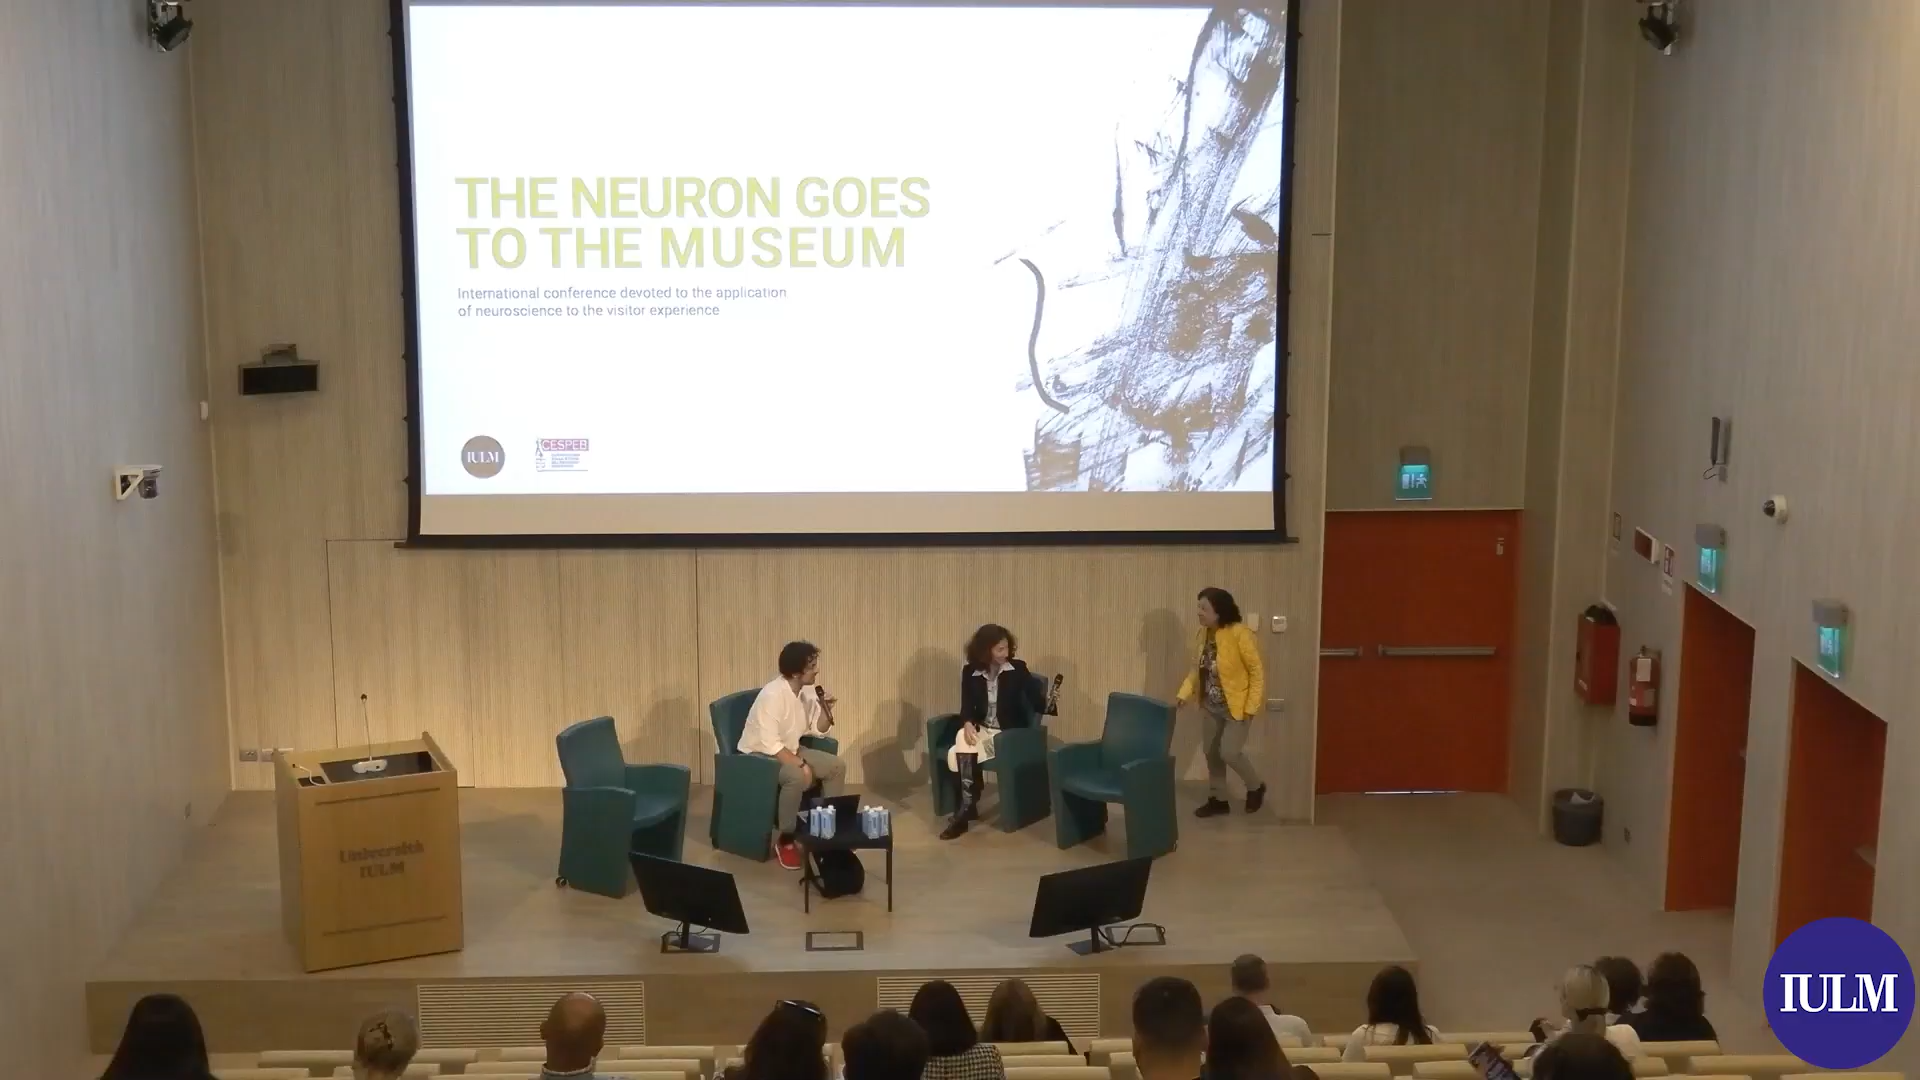 THE NEURON GOES
TO THE MUSEUM
International conference devoted to the application
of neuroscience to the visitor experience
IULM
CESPEB
Università
IULM
IULM